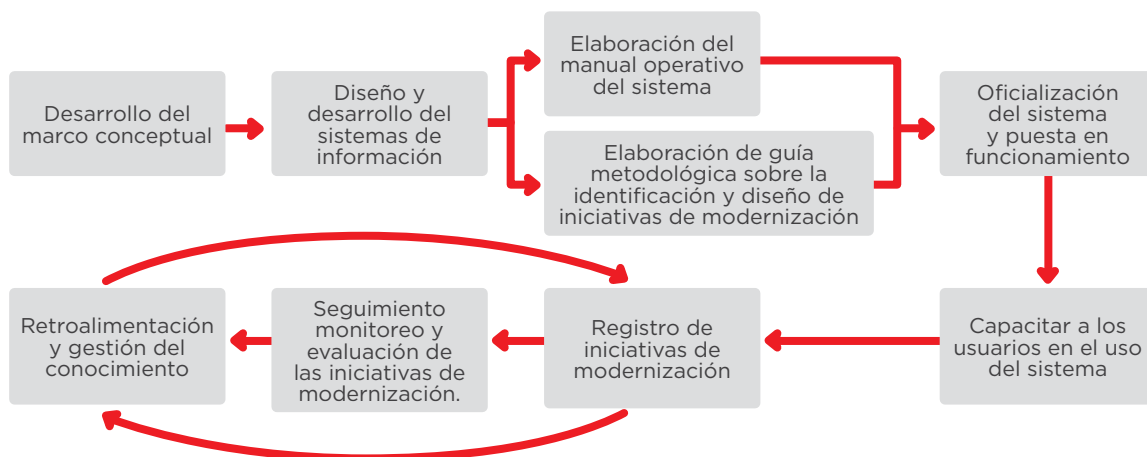 Desarrollo del
marco conceptual
Diseño y
desarrollo del
sistemas de
información
Elaboración del
manual operativo
del sistema
Elaboración de guía
metodológica sobre la
identificación y diseño de
iniciativas de modernización
Oficialización
del sistema
y puesta en
funcionamiento
Capacitar a los
usuarios en el uso
del sistema
Registro de
iniciativas de
modernización
Seguimiento
monitoreo y
evaluación de
las iniciativas de
modernización.
Retroalimentación
y gestión del
conocimiento